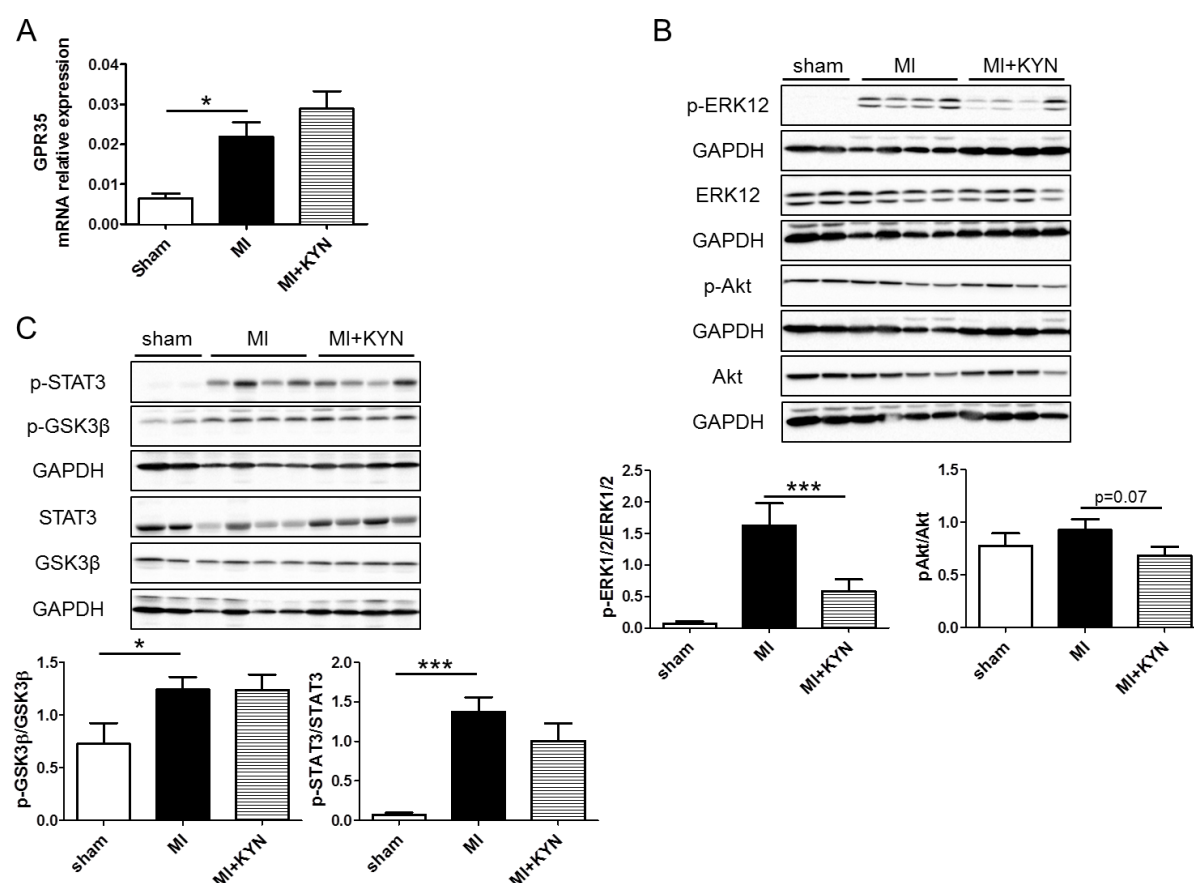 A
GPR35
mRNA relative expression
0.04
0.03
0.02
0.01
0.00
*
Sham
MI
MI+KYN
B
sham MI MI+KYN
p-ERK12
GAPDH
ERK12
GAPDH
p-Akt
GAPDH
Akt
GAPDH
p-ERK1/2/ERK1/2
2.5
2.0
1.5
1.0
0.5
0.0
***
sham
MI
MI+KYN
pAkt/Akt
1.5
1.0
0.5
0.0
p=0.07
sham
MI
MI+KYN
C
sham MI MI+KYN
p-STAT3
p-GSK3β
GAPDH
STAT3
GSK3β
GAPDH
p-GSK3β/GSK3β
1.5
1.0
0.5
0.0
*
sham
MI
MI+KYN
p-STAT3/STAT3
2.0
1.5
1.0
0.5
0.0
***
sham
MI
MI+KYN